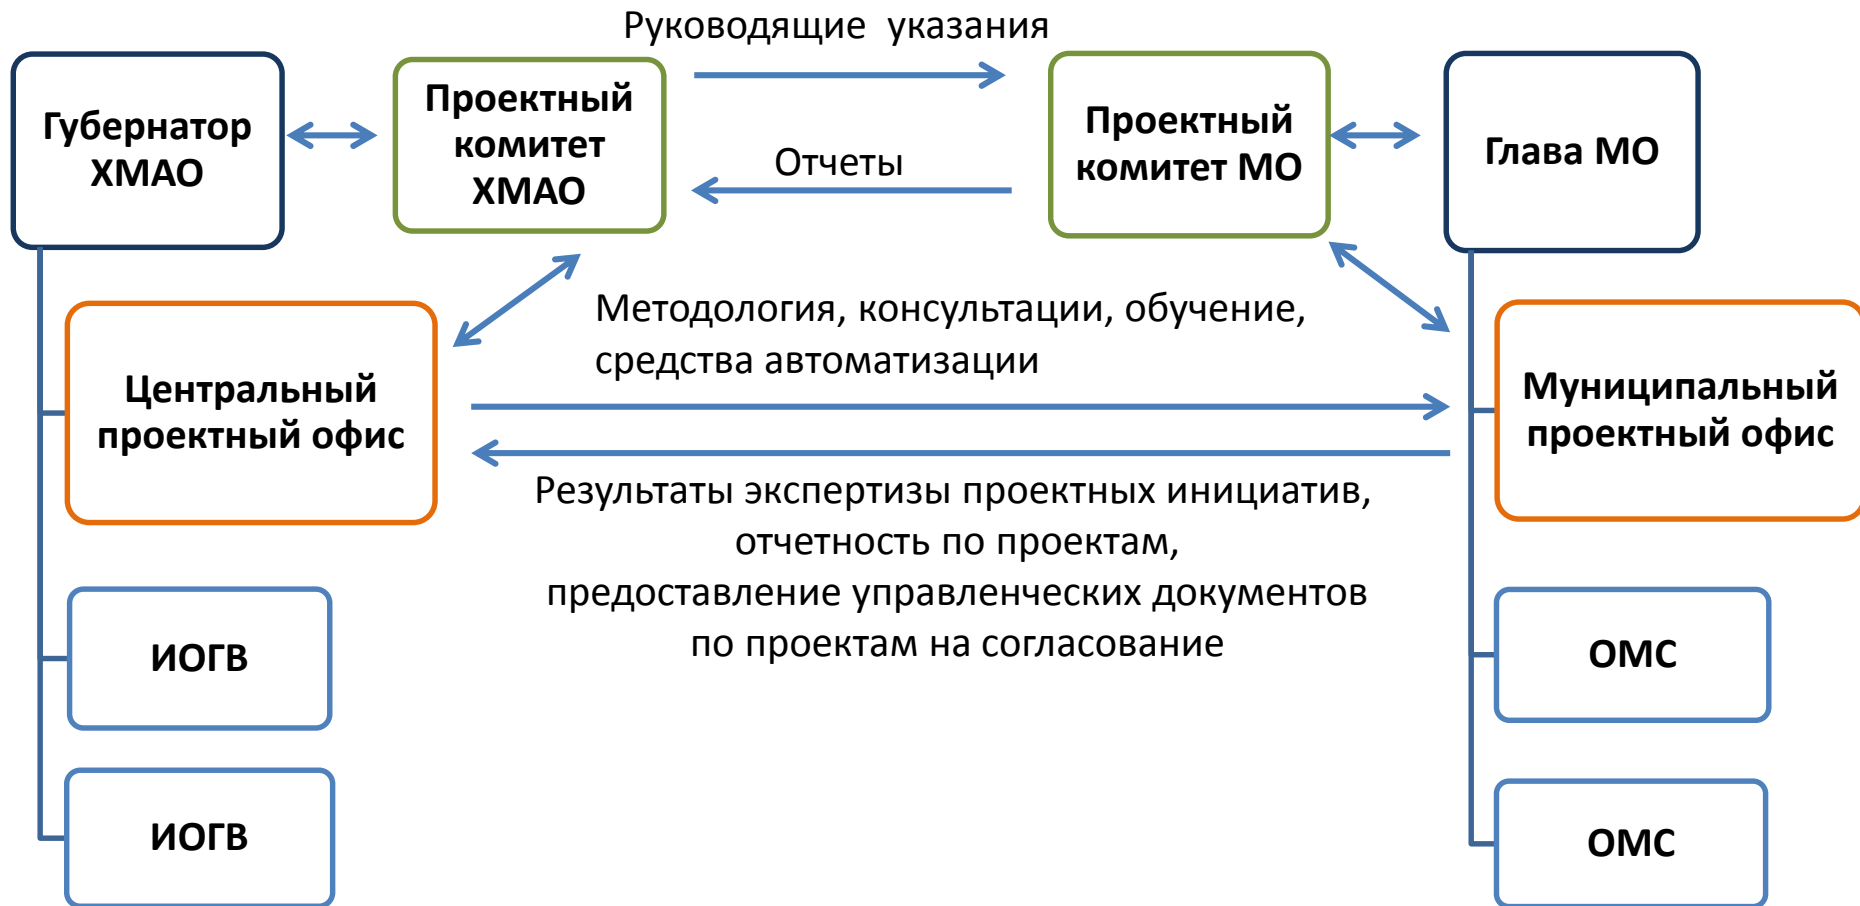 Руководящие указания
Губернатор
ХМАО
Проектный
комитет
ХМАО
Отчеты
Проектный
комитет МО
Глава МО
Методология, консультации, обучение,
средства автоматизации
Центральный
проектный офис
Муниципальный
проектный офис
Результаты экспертизы проектных инициатив,
отчетность по проектам,
предоставление управленческих документов
по проектам на согласование
ИОГВ
ОМС
ИОГВ
ОМС